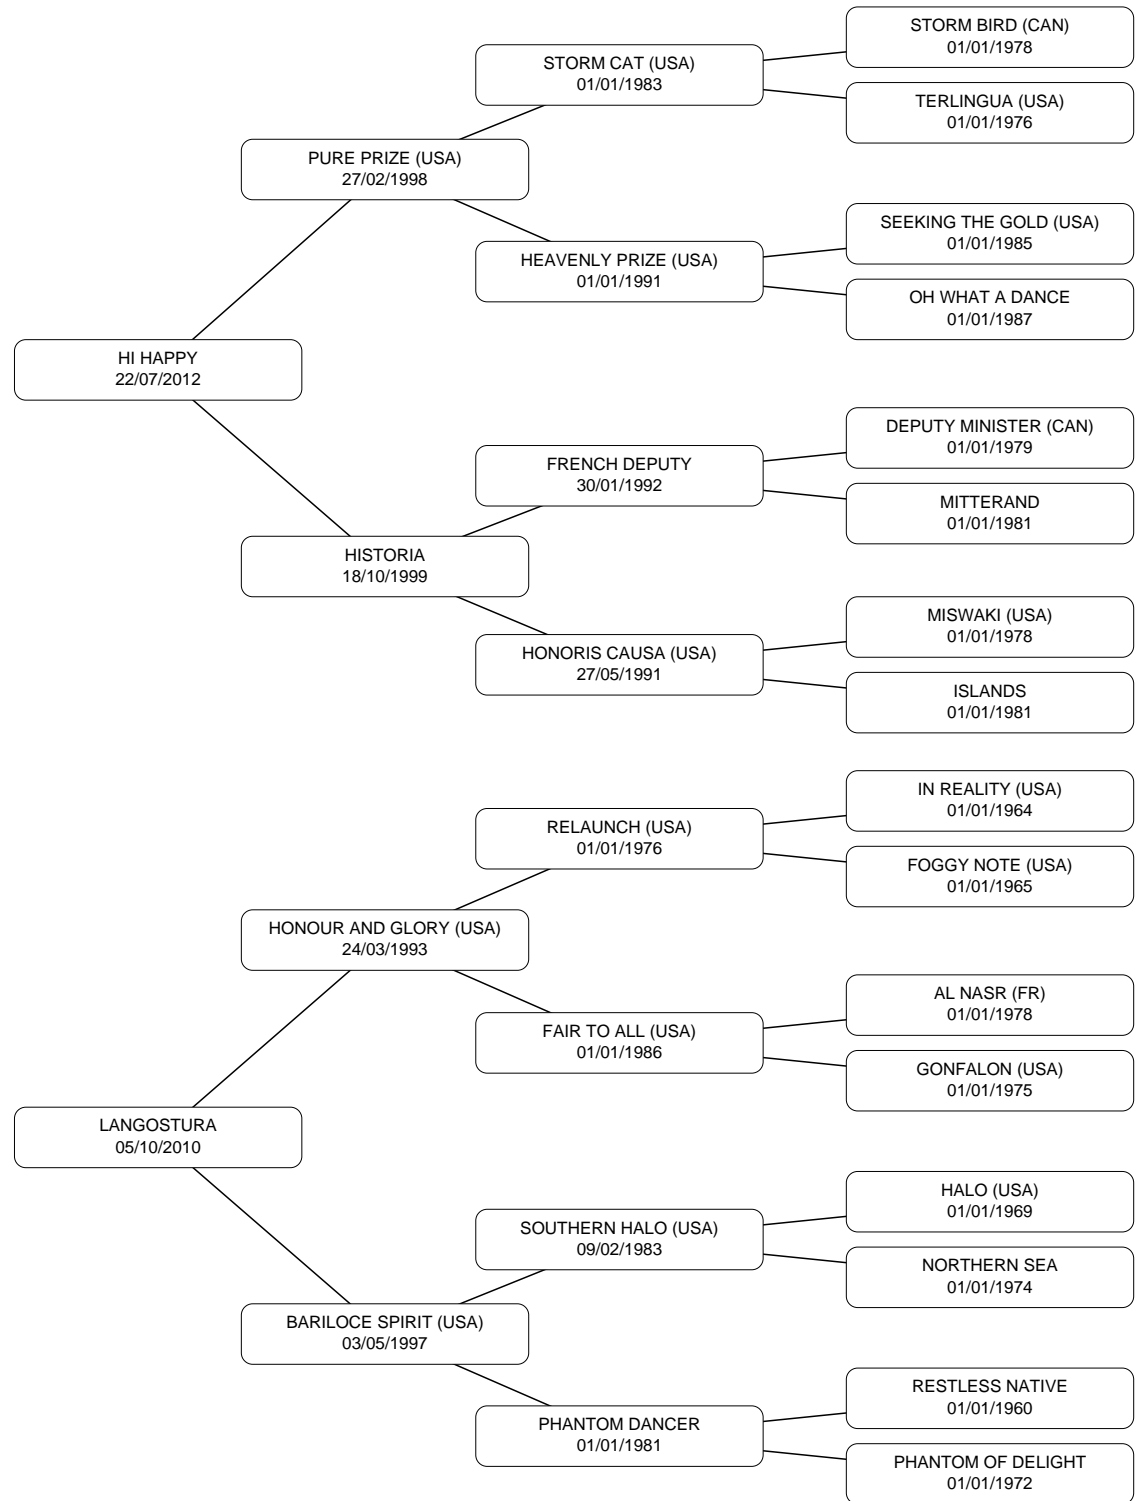 STORM BIRD (CAN)
01/01/1978
STORM CAT (USA)
01/01/1983
TERLINGUA (USA)
01/01/1976
PURE PRIZE (USA)
27/02/1998
SEEKING THE GOLD (USA)
01/01/1985
HEAVENLY PRIZE (USA)
01/01/1991
OH WHAT A DANCE
01/01/1987
HI HAPPY
22/07/2012
DEPUTY MINISTER (CAN)
01/01/1979
FRENCH DEPUTY
30/01/1992
MITTERAND
01/01/1981
HISTORIA
18/10/1999
MISWAKI (USA)
01/01/1978
HONORIS CAUSA (USA)
27/05/1991
ISLANDS
01/01/1981
IN REALITY (USA)
01/01/1964
RELAUNCH (USA)
01/01/1976
FOGGY NOTE (USA)
01/01/1965
HONOUR AND GLORY (USA)
24/03/1993
AL NASR (FR)
01/01/1978
FAIR TO ALL (USA)
01/01/1986
GONFALON (USA)
01/01/1975
LANGOSTURA
05/10/2010
HALO (USA)
01/01/1969
SOUTHERN HALO (USA)
09/02/1983
NORTHERN SEA
01/01/1974
BARILOCE SPIRIT (USA)
03/05/1997
RESTLESS NATIVE
01/01/1960
PHANTOM DANCER
01/01/1981
PHANTOM OF DELIGHT
01/01/1972